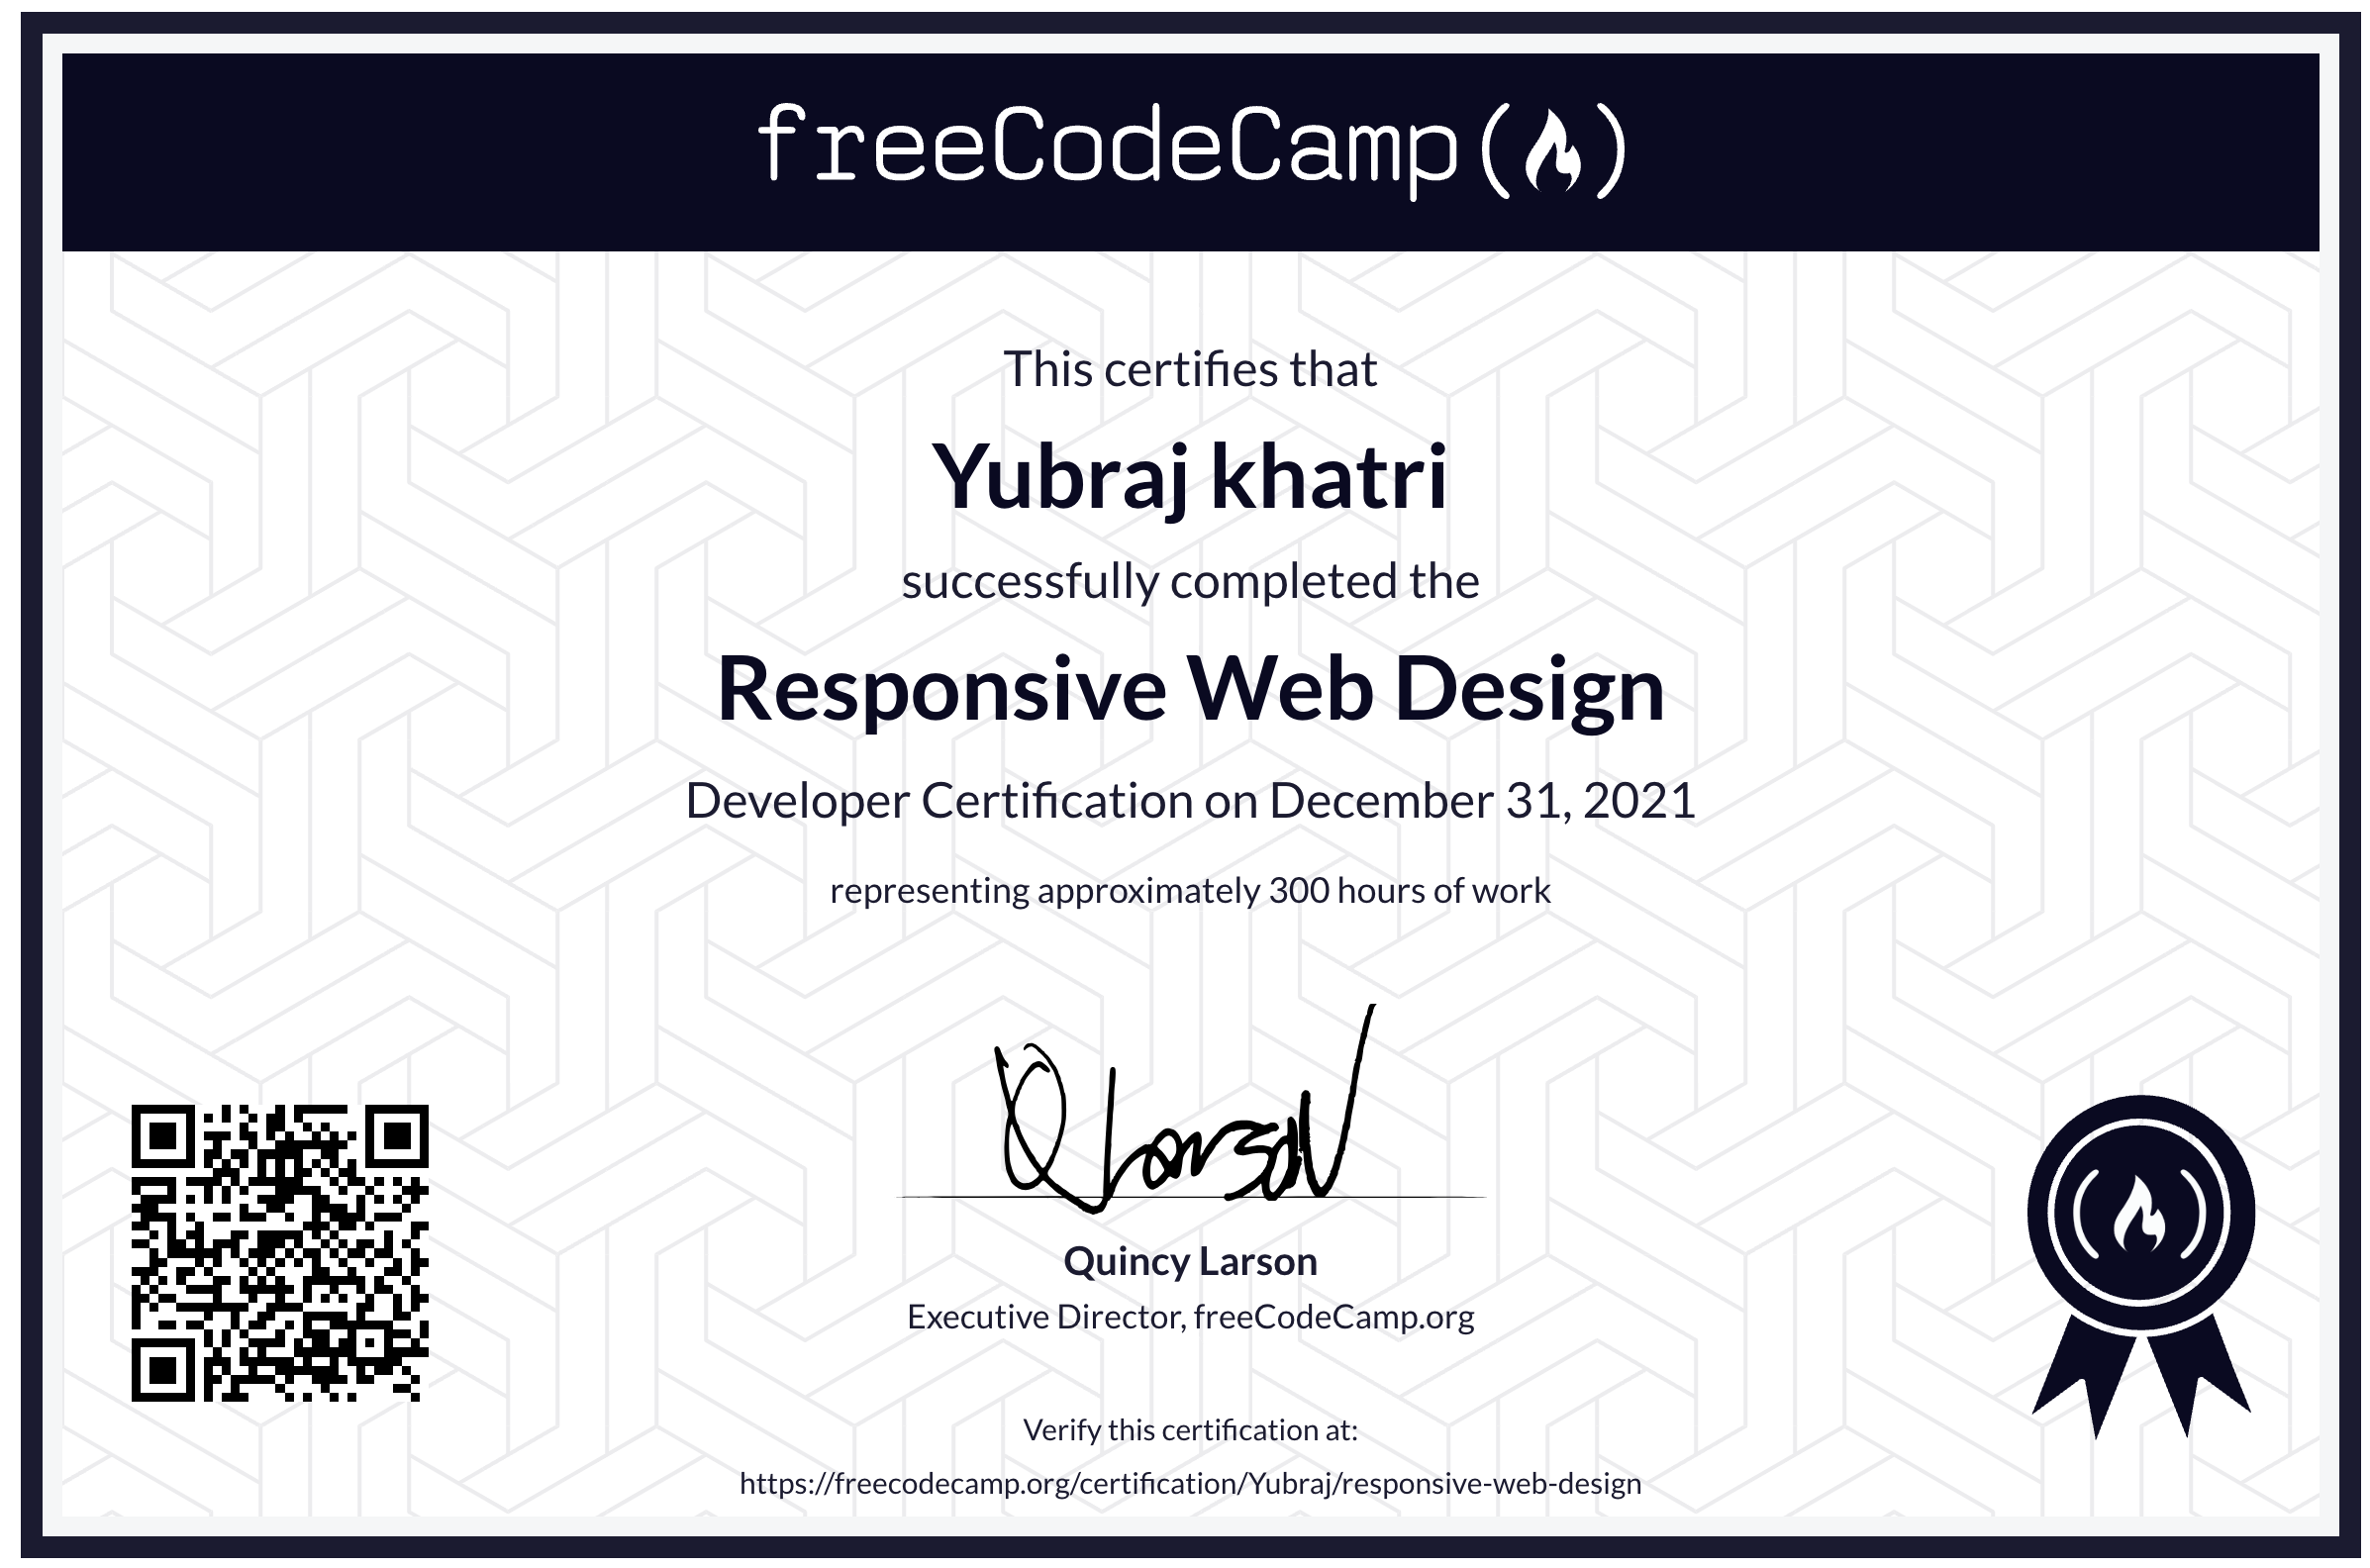 freeCodeCamp
This certifies that
Yubraj khatri
successfully completed the
Responsive Web Design
Developer Certification on December 31, 2021
representing approximately 300 hours of work
QLarson
Quincy Larson
Executive Director, freeCodeCamp.org
Verify this certification at:
https://freecodecamp.org/certification/Yubraj/responsive-web-design